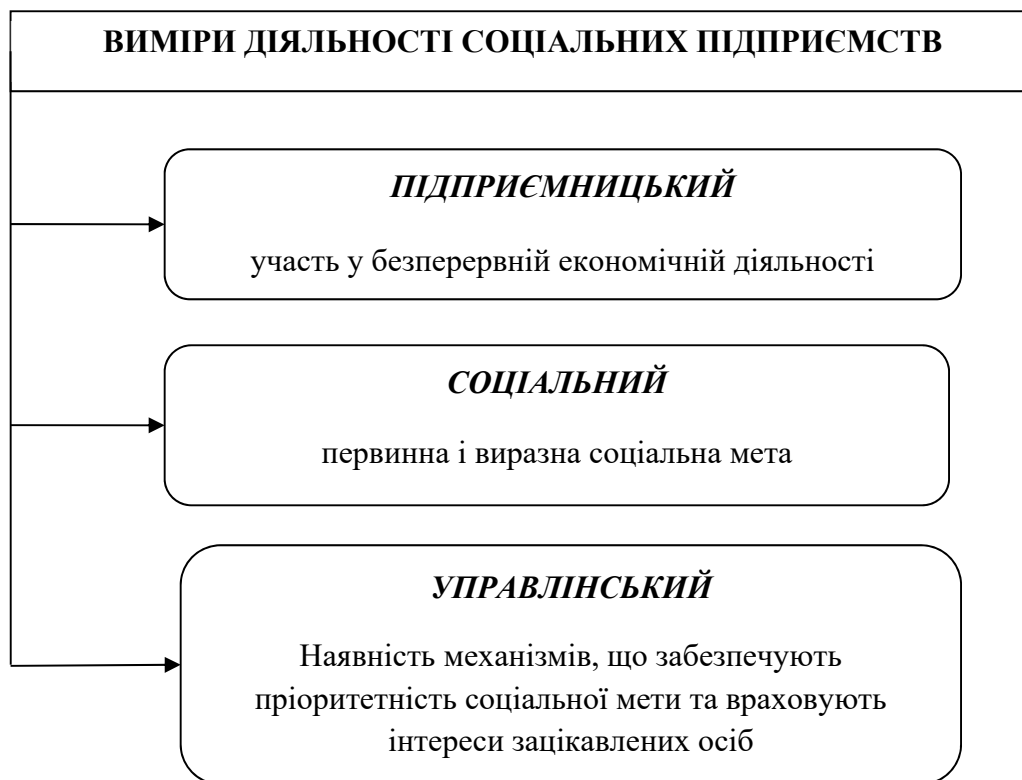 ВИМІРИ ДІЯЛЬНОСТІ СОЦІАЛЬНИХ ПІДПРИЄМСТВ
ПІДПРИЄМНИЦЬКИЙ
участь у безперервній економічній діяльності
СОЦІАЛЬНИЙ
первинна і виразна соціальна мета
УПРАВЛІНСЬКИЙ
Наявність механізмів, що забезпечують
пріоритетність соціальної мети та враховують
інтереси зацікавлених осіб